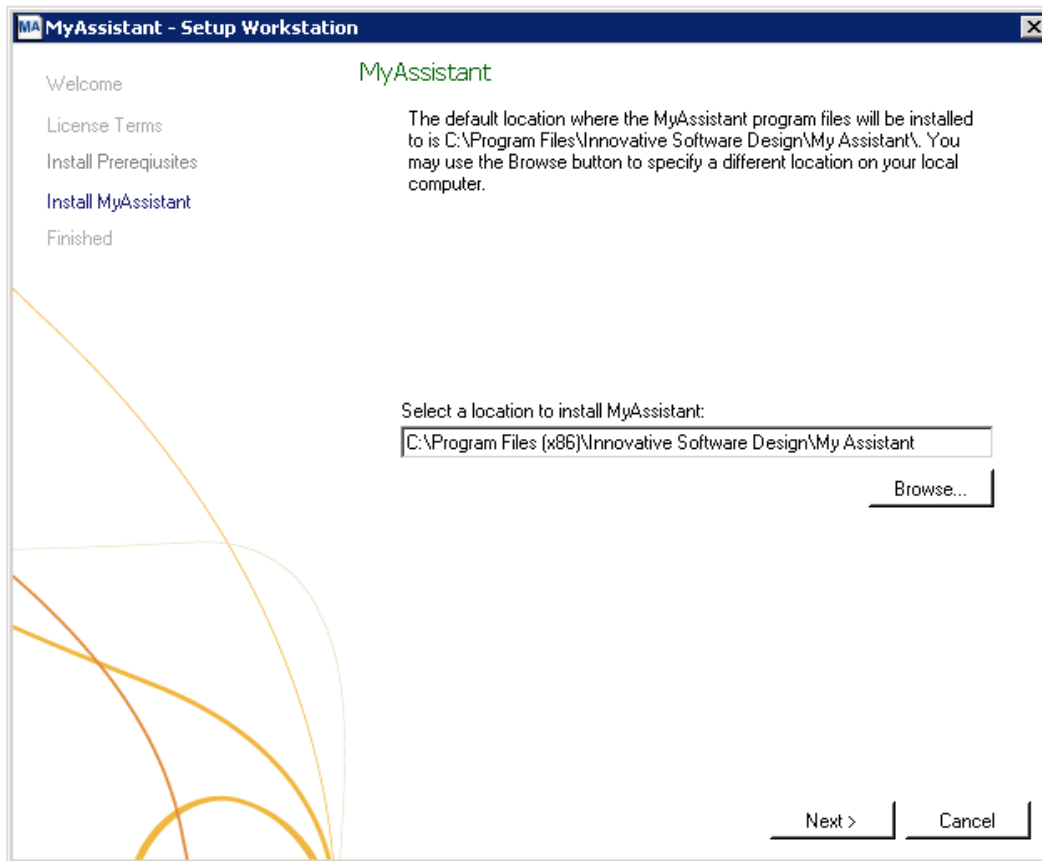 MA MyAssistant - Setup Workstation
Welcome
License Terms
Install Prereqiusites
Install MyAssistant
Finished
MyAssistant
The default location where the MyAssistant program files will be installed
to is C:\Program Files\Innovative Software Design\My Assistant\. You
may use the Browse button to specify a different location on your local
computer.
Select a location to install MyAssistant:
C:\Program Files (x86)\Innovative Software Design\My Assistant
Browse...
Next >
Cancel